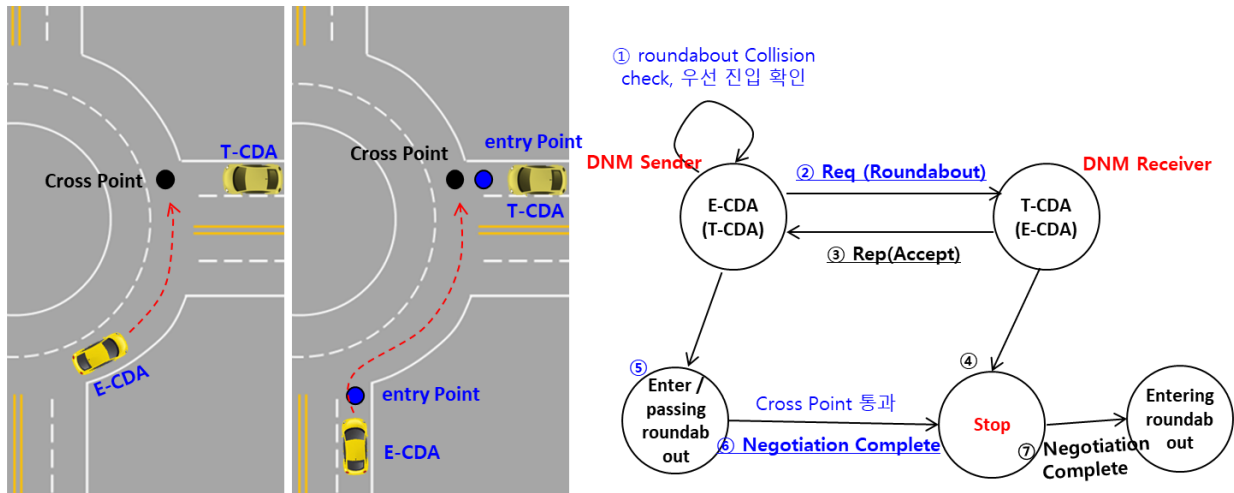 T-CDA
Cross Point
E-CDA
entry Point
Cross Point
T-CDA
entry Point
E-CDA
① roundabout Collision
check, 우선 진입 확인
DNM Sender
DNM Receiver
② Req (Roundabout)
E-CDA
(T-CDA)
T-CDA
(E-CDA)
③ Rep(Accept)
④
⑤
Enter /
passing
roundab
out
Cross Point 통과
⑥ Negotiation Complete
Stop
⑦ Negotiation
Complete
Entering
roundab
out